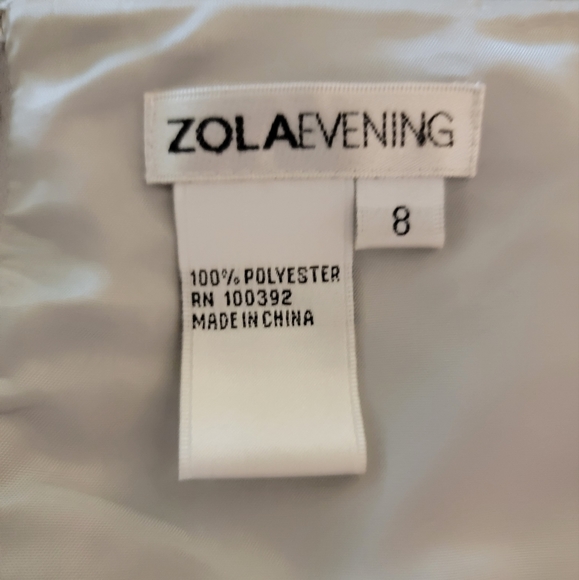 ZOLAEVENING
8
100% POLYESTER
RN 100392
MADE IN CHINA